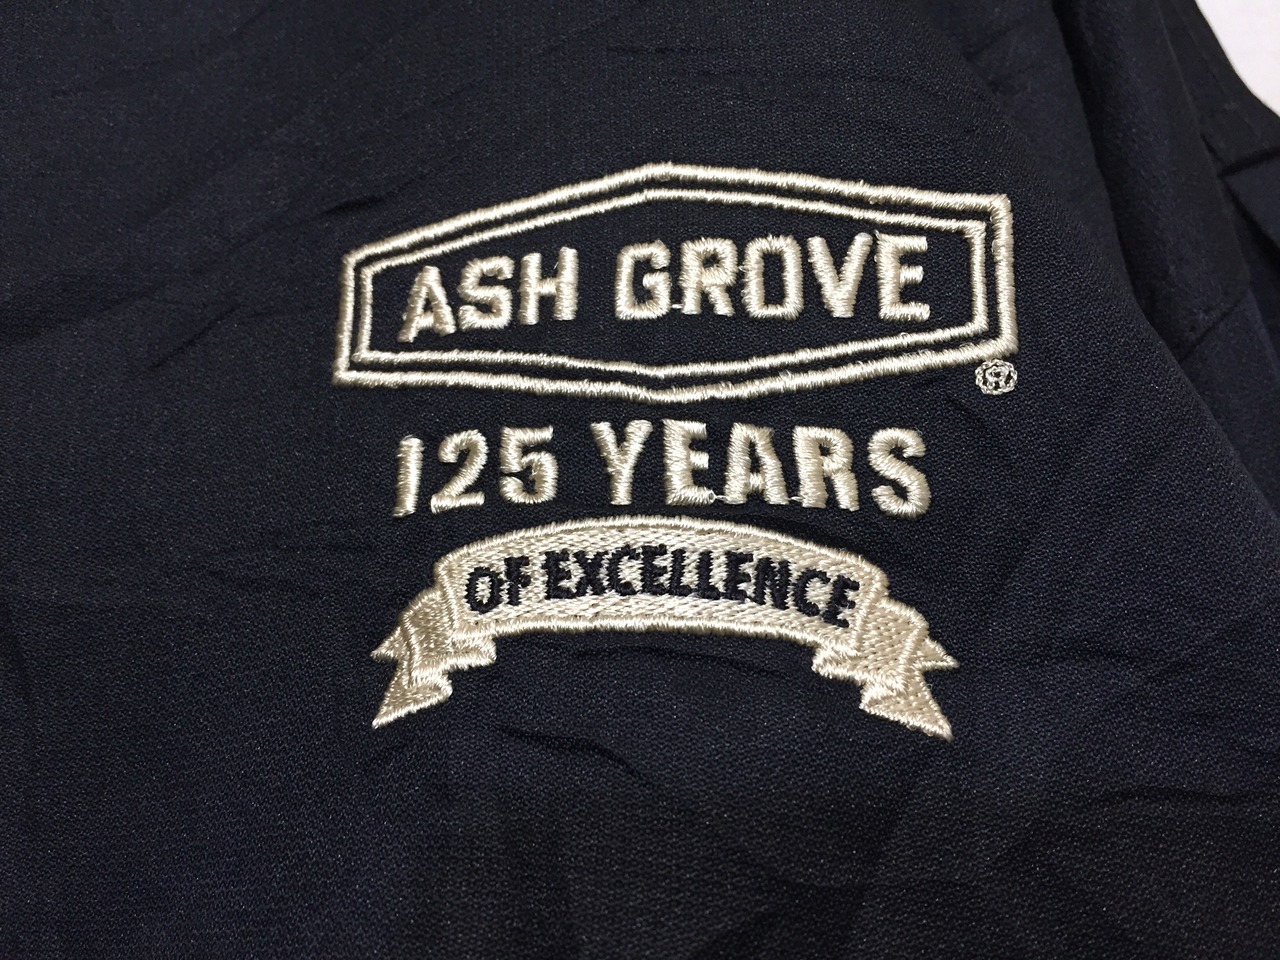 ASH GROVE
®
125 YEARS
OF EXCELLENCE